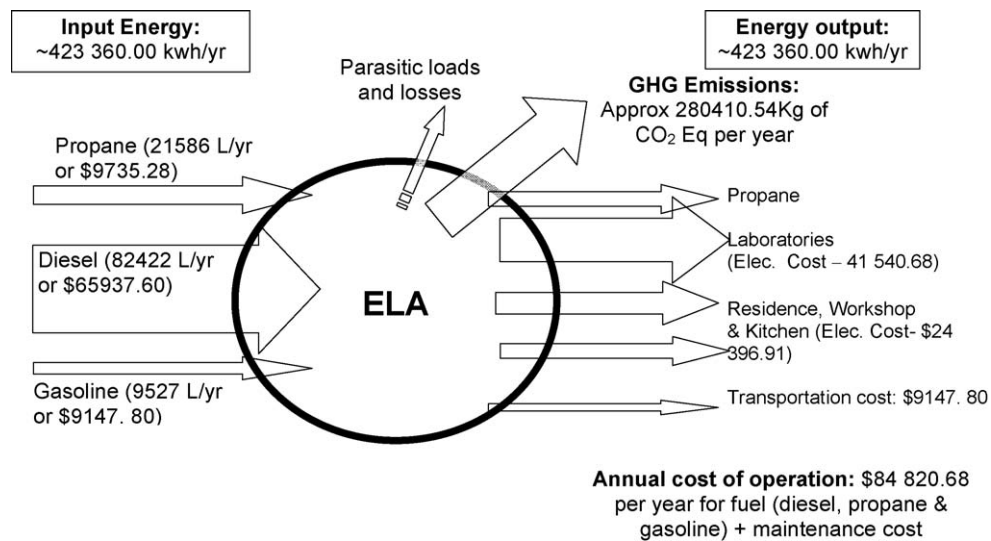 Input Energy:
~423 360.00 kwh/yr
Energy output:
~423 360.00 kwh/yr
Parasitic loads
and losses
GHG Emissions:
Approx 280410.54Kg of
CO₂ Eq per year
Propane (21586 L/yr
or $9735.28)
Diesel (82422 L/yr
or $65937.60)
Gasoline (9527 L/yr
or $9147. 80)
ELA
Propane
Laboratories
(Elec. Cost – 41 540.68)
Residence, Workshop
& Kitchen (Elec. Cost- $24
396.91)
Transportation cost: $9147. 80
Annual cost of operation: $84 820.68
per year for fuel (diesel, propane &
gasoline) + maintenance cost